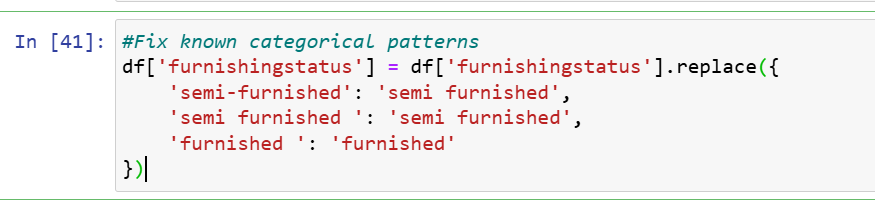 In [41]: #Fix known categorical patterns
df['furnishingstatus'] = df['furnishingstatus'].replace({
    'semi-furnished': 'semi furnished',
    'semi furnished ': 'semi furnished',
    'furnished ': 'furnished'
})